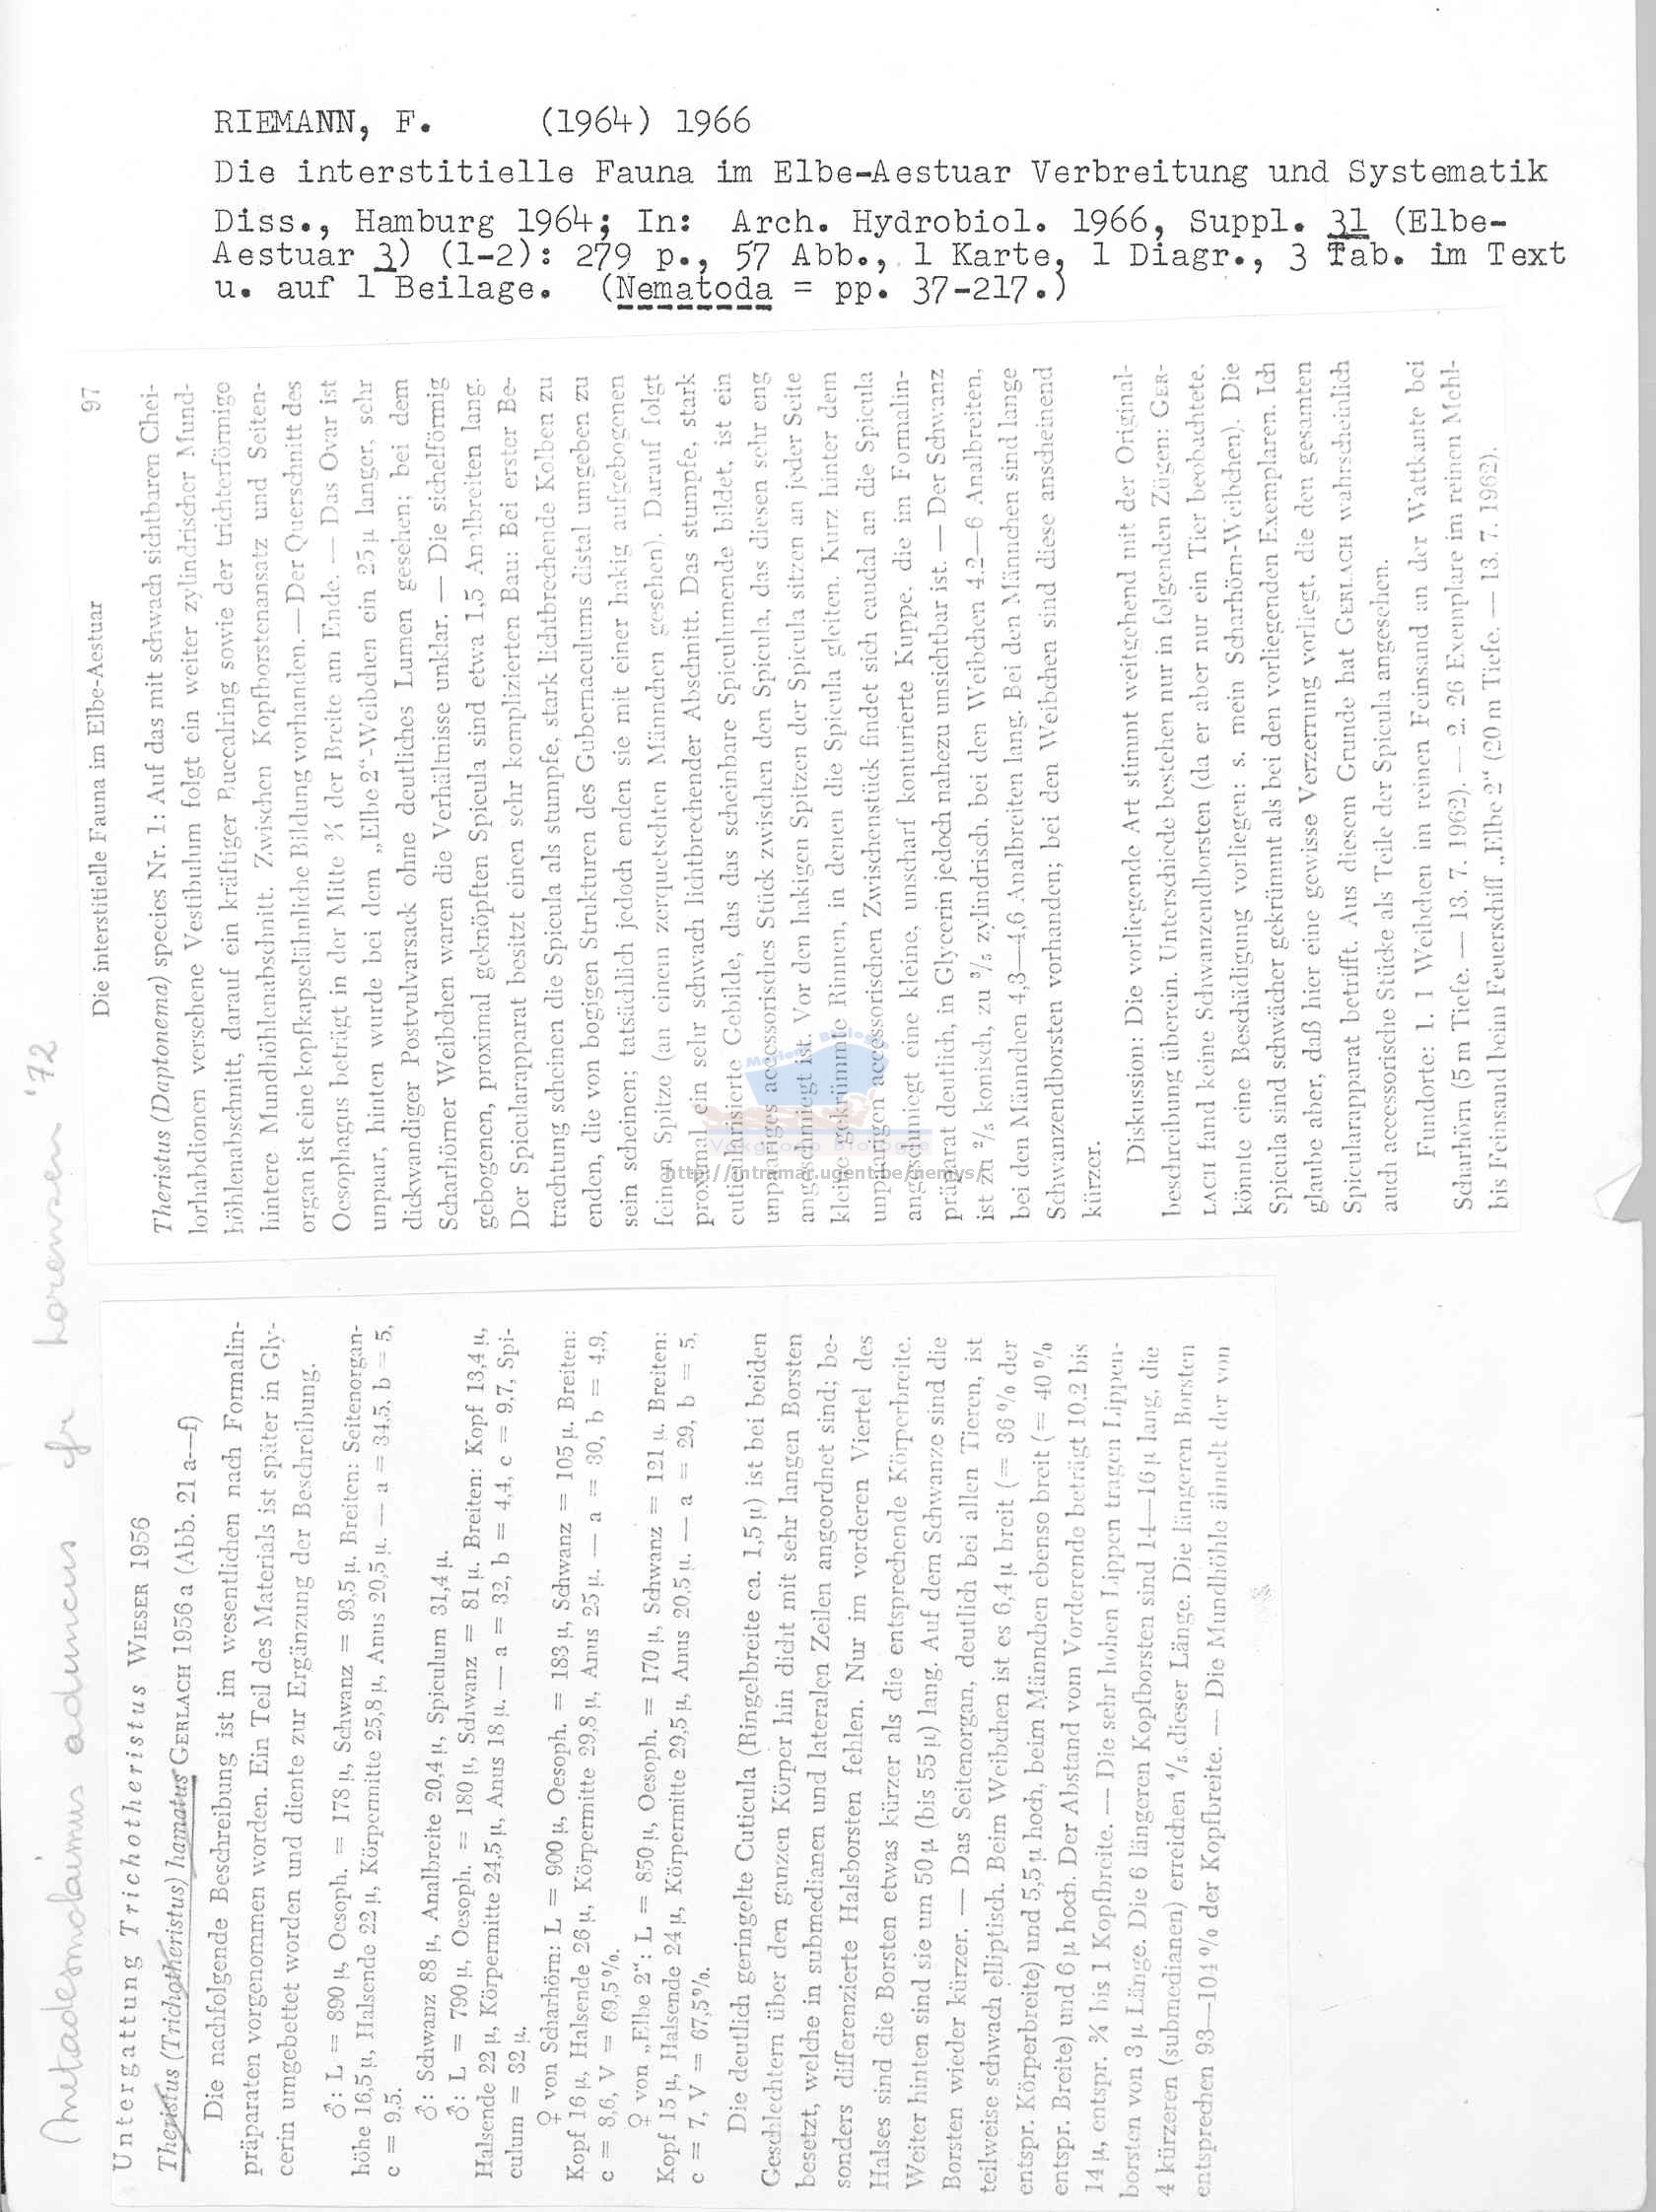 RIEMANN, F. (1964) 1966
Die interstitielle Fauna im Elbe-Aestuar Verbreitung und Systematik
Diss., Hamburg 1964; In: Arch. Hydrobiol. 1966, Suppl. 31 (Elbe-
Aestuar 3) (1-2): 279 p., 57 Abb., 1 Karte, 1 Diagr., 3 Tab. im Text
u. auf 1 Beilage. (Nematoda = pp. 37-217.)
Metadesmolaimus aduncus cfr Lorenzen '72
Untergattung Trichotheristus WIESER 1956
Theristus (Trichotheristus) hamatus GERLACH 1956 a (Abb. 21 a—f)
Die nachfolgende Beschreibung ist im wesentlichen nach Formalin-
präparaten vorgenommen worden. Ein Teil des Materials ist später in Gly-
cerin umgebettet worden und diente zur Ergänzung der Beschreibung.
♂: L = 890 µ, Oesoph. = 178 µ, Schwanz = 93,5 µ. Breiten: Seitenorgan-
höhe 16,5 µ, Halsende 22 µ, Körpermitte 25,8 µ, Anus 20,5 µ. — a = 34,5, b = 5,
c = 9,5.
♂: Schwanz 88 µ, Analbreite 20,4 µ, Spiculum 31,4 µ.
♂: L = 790 µ, Oesoph. = 180 µ, Schwanz = 81 µ. Breiten: Kopf 13,4 µ,
Halsende 22 µ, Körpermitte 24,5 µ, Anus 18 µ. — a = 32, b = 4,4, c = 9,7, Spi-
culum = 32 µ.
♀ von Scharhörn: L = 900 µ, Oesoph. = 183 µ, Schwanz = 105 µ. Breiten:
Kopf 16 µ, Halsende 26 µ, Körpermitte 29,8 µ, Anus 25 µ. — a = 30, b = 4,9,
c = 8,6, V = 69,5%.
♀ von „Elbe 2“: L = 850 µ, Oesoph. = 170 µ, Schwanz = 121 µ. Breiten:
Kopf 15 µ, Halsende 24 µ, Körpermitte 29,5 µ, Anus 20,5 µ. — a = 29, b = 5,
c = 7, V = 67,5%.
Die deutlich geringelte Cuticula (Ringelbreite ca. 1,5 µ) ist bei beiden
Geschlechtern über den ganzen Körper hin dicht mit sehr langen Borsten
besetzt, welche in submedianen und lateralen Zeilen angeordnet sind; be-
sonders differenzierte Halsborsten fehlen. Nur im vorderen Viertel des
Halses sind die Borsten etwas kürzer als die entsprechende Körperbreite.
Weiter hinten sind sie um 50 µ (bis 55 µ) lang. Auf dem Schwanze sind die
Borsten wieder kürzer. — Das Seitenorgan, deutlich bei allen Tieren, ist
teilweise schwach elliptisch. Beim Weibchen ist es 6,4 µ breit (= 36 % der
entspr. Körperbreite) und 5,5 µ hoch, beim Männchen ebenso breit (= 40 %
entspr. Breite) und 6 µ hoch. Der Abstand vom Vorderende beträgt 10,2 bis
14 µ, entspr. ¾ bis 1 Kopfbreite. — Die sehr hohen Lippen tragen Lippen-
borsten von 3 µ Länge. Die 6 längeren Kopfborsten sind 14—16 µ lang, die
4 kürzeren (submedianen) erreichen ⁴/₅ dieser Länge. Die längeren Borsten
entsprechen 93—104 % der Kopfbreite. — Die Mundhöhle ähnelt der von
Die interstitielle Fauna im Elbe-Aestuar 97
Theristus (Daptonema) species Nr. 1: Auf das mit schwach sichtbaren Chei-
lorhabdionen versehene Vestibulum folgt ein weiter zylindrischer Mund-
höhlenabschnitt, darauf ein kräftiger Buccalring sowie der trichterförmige
hintere Mundhöhlenabschnitt. Zwischen Kopfborstenansatz und Seiten-
organ ist eine kopfkapselähnliche Bildung vorhanden. — Der Querschnitt des
Oesophagus beträgt in der Mitte ¾ der Breite am Ende. — Das Ovar ist
unpaar, hinten wurde bei dem „Elbe 2“-Weibchen ein 25 µ langer, sehr
dickwandiger Postvulvarsack ohne deutliches Lumen gesehen; bei dem
Scharhörner Weibchen waren die Verhältnisse unklar. — Die sichelförmig
gebogenen, proximal geknöpften Spicula sind etwa 1,5 Analbreiten lang.
Der Spicularapparat besitzt einen sehr komplizierten Bau: Bei erster Be-
trachtung scheinen die Spicula als stumpfe, stark lichtbrechende Kolben zu
enden, die von bogigen Strukturen des Gubernaculums distal umgeben zu
sein scheinen; tatsächlich jedoch enden sie mit einer hakig aufgebogenen
feinen Spitze (an einem zerquetschten Männchen gesehen). Darauf folgt
proximal ein sehr schwach lichtbrechender Abschnitt. Das stumpfe, stark
cuticularisierte Gebilde, das das scheinbare Spiculumende bildet, ist ein
unpaariges accessorisches Stück zwischen den Spicula, das diesen sehr eng
angeschmiegt ist. Vor den hakigen Spitzen der Spicula sitzen an jeder Seite
kleine gekrümmte Rinnen, in denen die Spicula gleiten. Kurz hinter dem
unpaarigen accessorischen Zwischenstück findet sich caudal an die Spicula
angeschmiegt eine kleine, unscharf konturierte Kuppe, die im Formalin-
präparat deutlich, in Glycerin jedoch nahezu unsichtbar ist. — Der Schwanz
ist zu ²/₅ konisch, zu ³/₅ zylindrisch, bei den Weibchen 4,2—6 Analbreiten,
bei den Männchen 4,3—4,6 Analbreiten lang. Bei den Männchen sind lange
Schwanzendborsten vorhanden; bei den Weibchen sind diese anscheinend
kürzer.
Diskussion: Die vorliegende Art stimmt weitgehend mit der Original-
beschreibung überein. Unterschiede bestehen nur in folgenden Zügen: GER-
LACH fand keine Schwanzendborsten (da er aber nur ein Tier beobachtete,
könnte eine Beschädigung vorliegen: s. mein Scharhörn-Weibchen). Die
Spicula sind schwächer gekrümmt als bei den vorliegenden Exemplaren. Ich
glaube aber, daß hier eine gewisse Verzerrung vorliegt, die den gesamten
Spicularapparat betrifft. Aus diesem Grunde hat GERLACH wahrscheinlich
auch accessorische Stücke als Teile der Spicula angesehen.
Fundorte: 1. 1 Weibchen im reinen Feinsand an der Wattkante bei
Scharhörn (5 m Tiefe. — 13. 7. 1962). — 2. 26 Exemplare im reinen Mehl-
bis Feinsand beim Feuerschiff „Elbe 2“ (20 m Tiefe. — 13. 7. 1962).
Vakgroep Biologie
http://intramar.ugent.be/nemys/